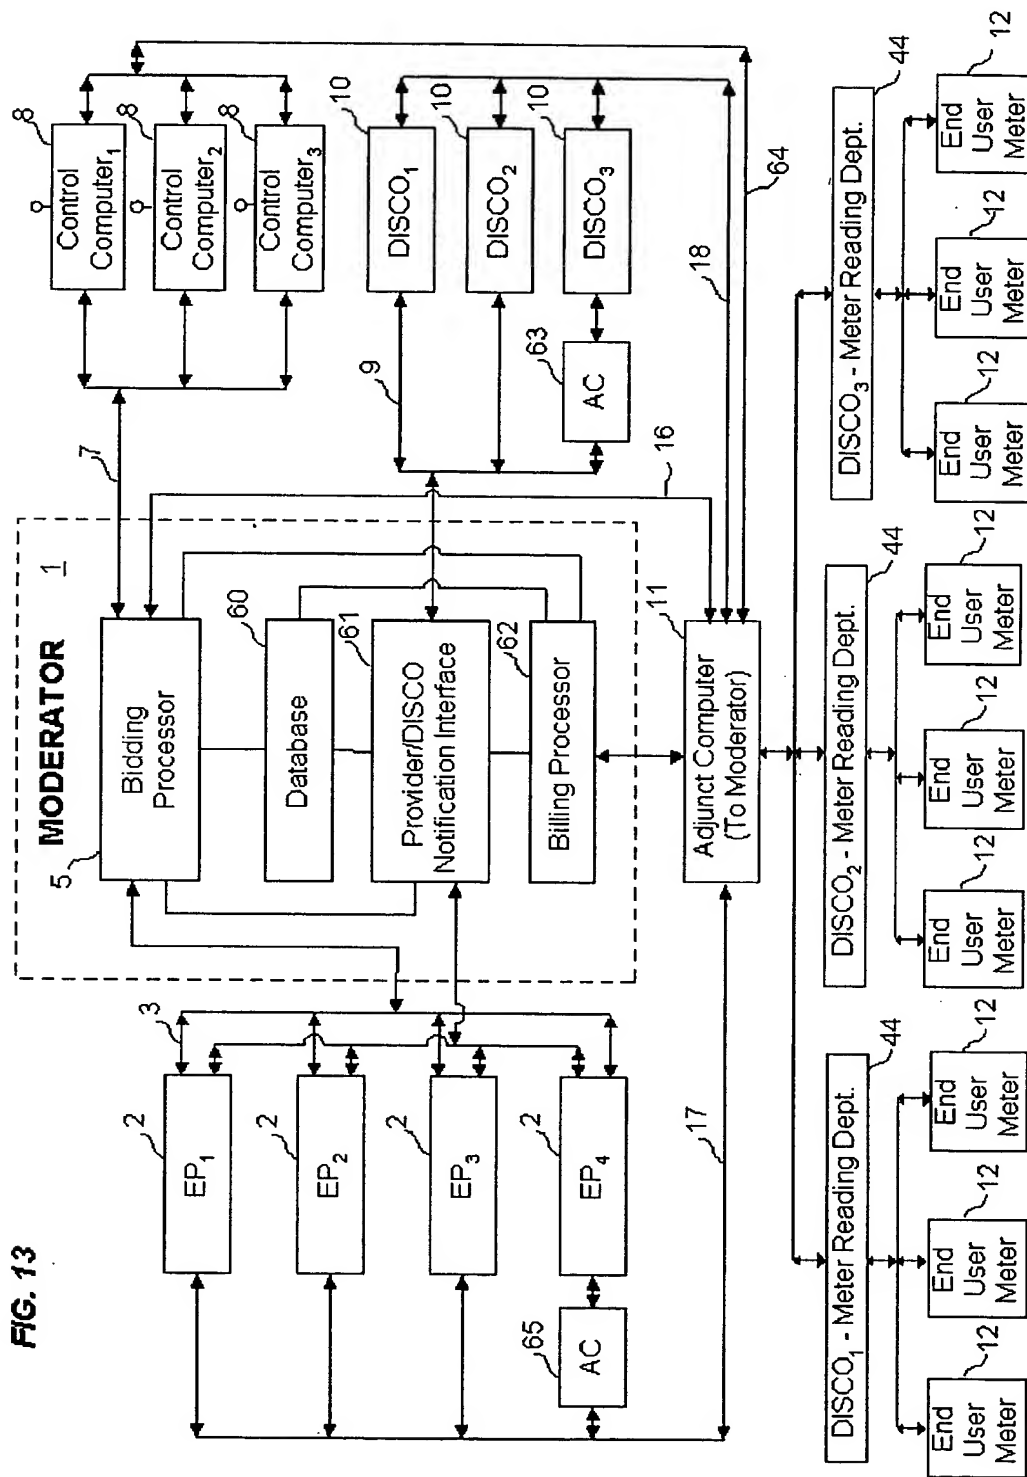 FIG. 13
MODERATOR
1
5
Bidding
Processor
60
Database
61
Provider/DISCO
Notification Interface
62
Billing Processor
3
2
EP1
2
EP2
2
EP3
2
EP4
65
AC
17
7
8
Control
Computer1
8
Control
Computer2
8
Control
Computer3
9
10
DISCO1
10
DISCO2
10
DISCO3
63
AC
16
18
64
11
Adjunct Computer
(To Moderator)
44
DISCO1 - Meter Reading Dept.
12
End
User
Meter
12
End
User
Meter
12
End
User
Meter
44
DISCO2 - Meter Reading Dept.
12
End
User
Meter
12
End
User
Meter
12
End
User
Meter
44
DISCO3 - Meter Reading Dept.
12
End
User
Meter
12
End
User
Meter
12
End
User
Meter